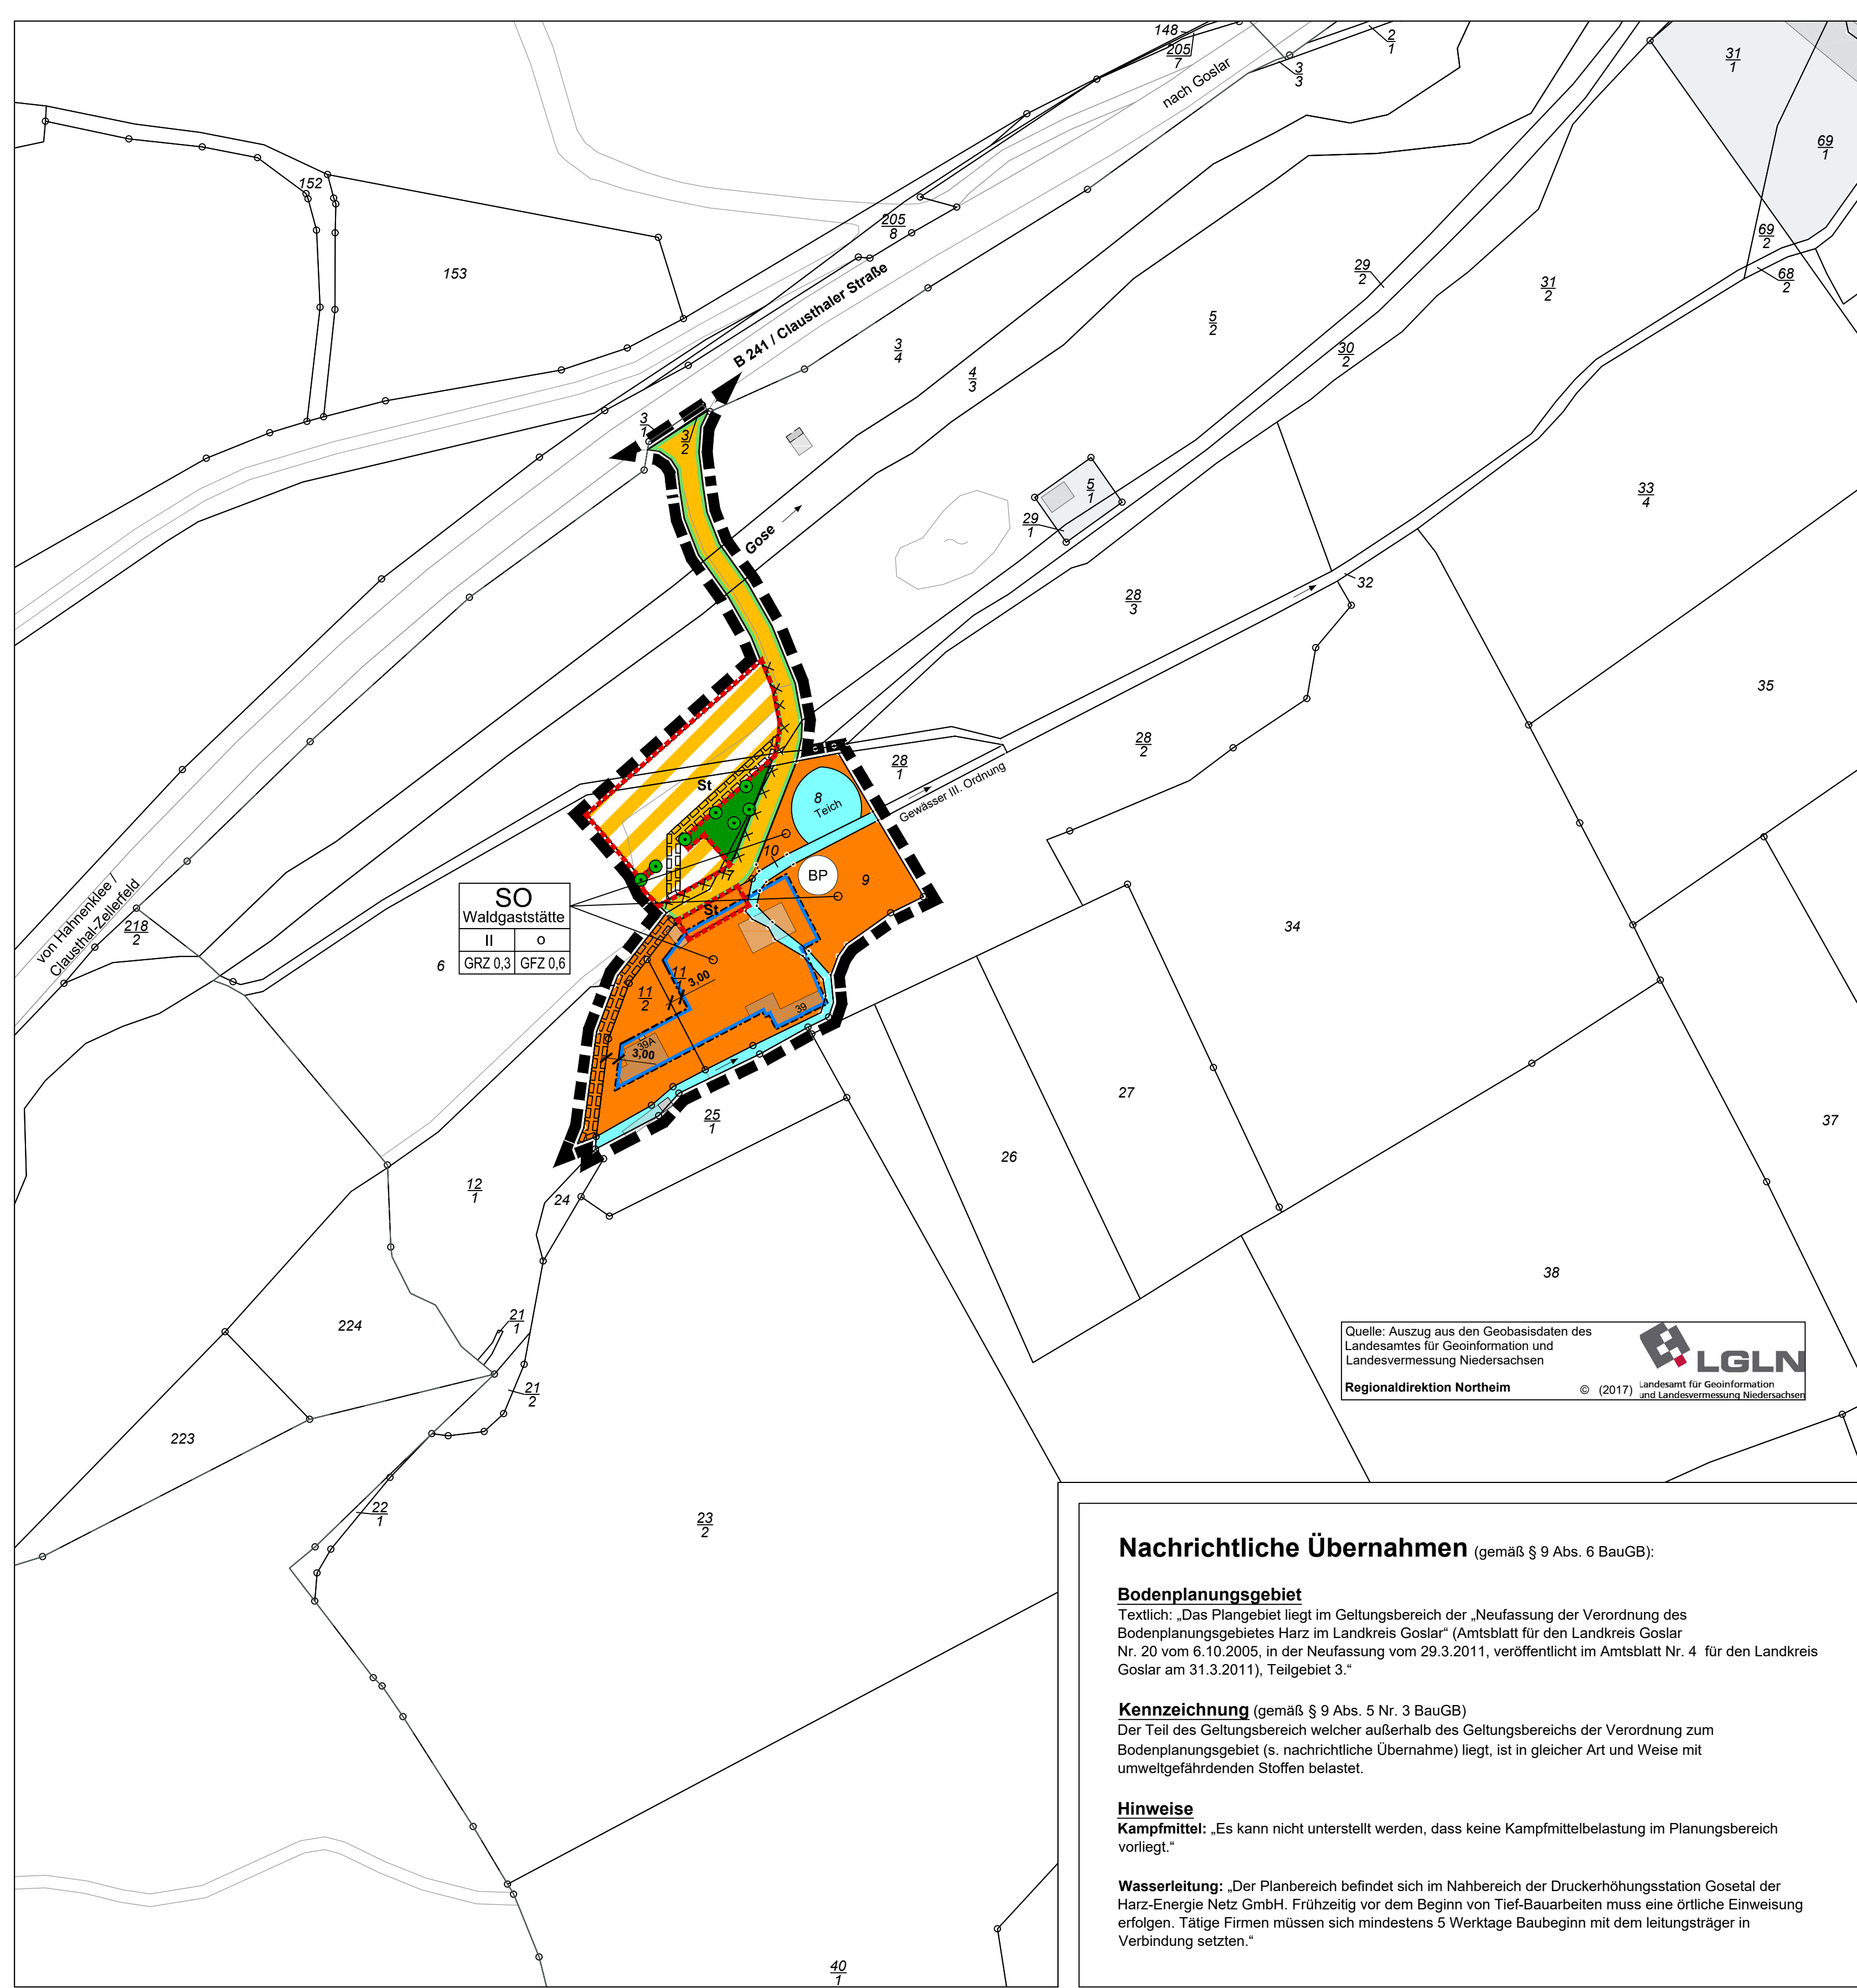 148
205
7
nach Goslar
2
1
3
3
31
1
69
1
152
153
205
8
69
2
68
2
29
2
31
2
5
2
30
2
B 241 / Clausthaler Straße
3
4
4
3
3
1
3
2
5
1
29
1
33
4
Gose
32
28
3
35
28
2
28
1
Gewässer III. Ordnung
St
8
Teich
10
BP
9
St
SO
Waldgaststätte
II
o
GRZ 0,3
GFZ 0,6
von Hahnenklee /
Clausthal-Zellerfeld
218
2
6
34
11
1
3,00
11
2
39
39A
3,00
27
25
1
26
37
12
1
24
38
224
21
1
21
2
223
22
1
23
2
40
1
Quelle: Auszug aus den Geobasisdaten des
Landesamtes für Geoinformation und
Landesvermessung Niedersachsen
Regionaldirektion Northeim
© (2017)
LGLN
Landesamt für Geoinformation
und Landesvermessung Niedersachsen
Nachrichtliche Übernahmen (gemäß § 9 Abs. 6 BauGB):
Bodenplanungsgebiet
Textlich: „Das Plangebiet liegt im Geltungsbereich der „Neufassung der Verordnung des
Bodenplanungsgebietes Harz im Landkreis Goslar“ (Amtsblatt für den Landkreis Goslar
Nr. 20 vom 6.10.2005, in der Neufassung vom 29.3.2011, veröffentlicht im Amtsblatt Nr. 4 für den Landkreis
Goslar am 31.3.2011), Teilgebiet 3.“
Kennzeichnung (gemäß § 9 Abs. 5 Nr. 3 BauGB)
Der Teil des Geltungsbereich welcher außerhalb des Geltungsbereichs der Verordnung zum
Bodenplanungsgebiet (s. nachrichtliche Übernahme) liegt, ist in gleicher Art und Weise mit
umweltgefährdenden Stoffen belastet.
Hinweise
Kampfmittel: „Es kann nicht unterstellt werden, dass keine Kampfmittelbelastung im Planungsbereich
vorliegt.“
Wasserleitung: „Der Planbereich befindet sich im Nahbereich der Druckerhöhungsstation Gosetal der
Harz-Energie Netz GmbH. Frühzeitig vor dem Beginn von Tief-Bauarbeiten muss eine örtliche Einweisung
erfolgen. Tätige Firmen müssen sich mindestens 5 Werktage Baubeginn mit dem leitungsträger in
Verbindung setzten.“